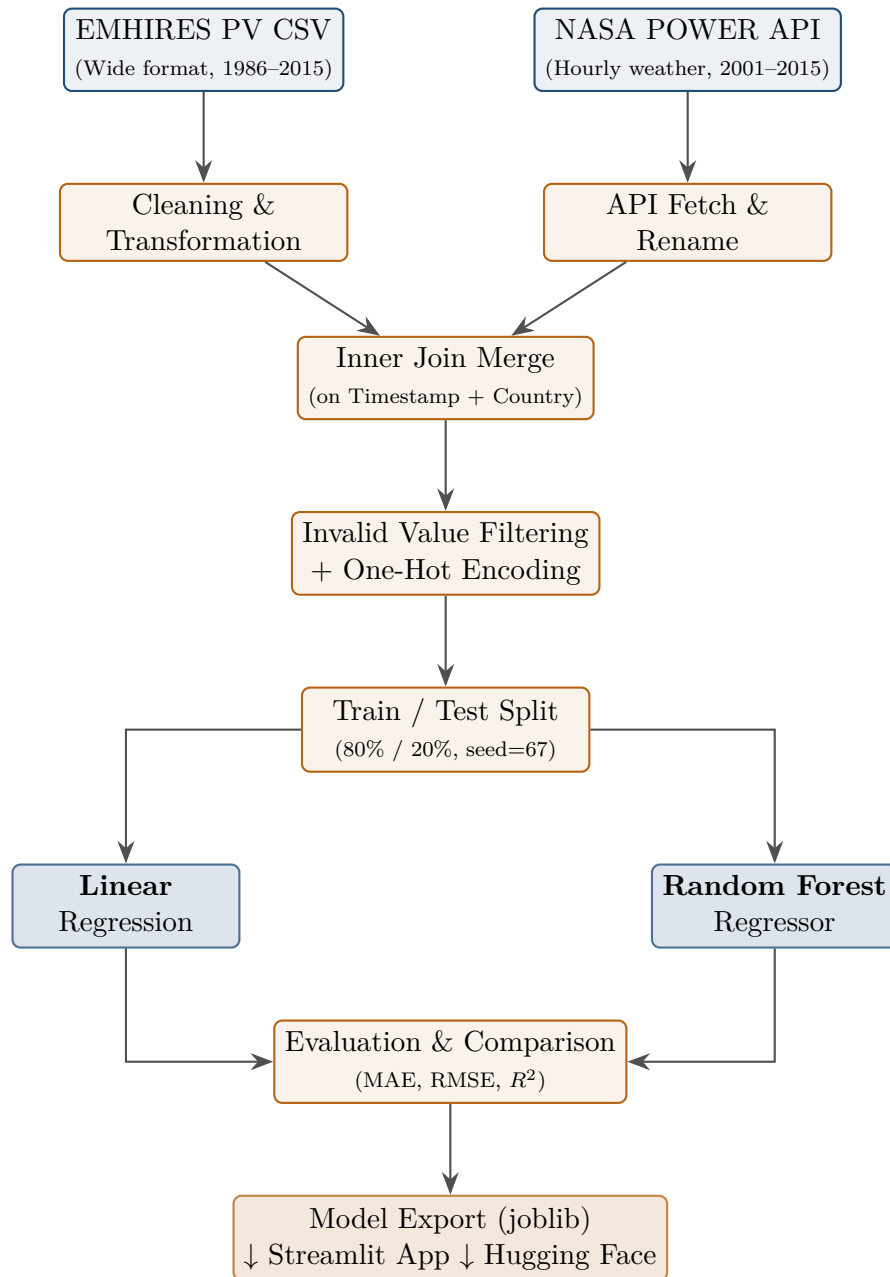 EMHIRES PV CSV
(Wide format, 1986–2015)
NASA POWER API
(Hourly weather, 2001–2015)
Cleaning &
Transformation
API Fetch &
Rename
Inner Join Merge
(on Timestamp + Country)
Invalid Value Filtering
+ One-Hot Encoding
Train / Test Split
(80% / 20%, seed=67)
Linear
Regression
Random Forest
Regressor
Evaluation & Comparison
(MAE, RMSE, R²)
Model Export (joblib)
↓ Streamlit App ↓ Hugging Face